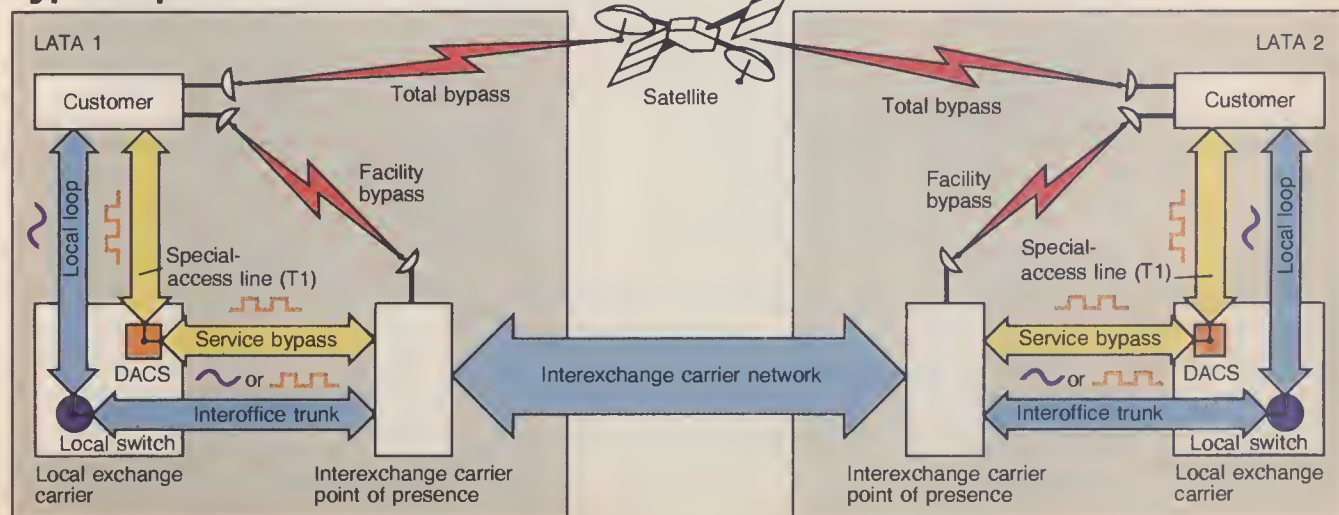 LATA 1
Customer
Total bypass
Satellite
Facility
bypass
Local loop
Special-
access line (T1)
Service bypass
DACS
or
Interoffice trunk
Local switch
Local exchange
carrier
Interexchange carrier
point of presence
Interexchange carrier network
LATA 2
Total bypass
Customer
Facility
bypass
Special-
access line (T1)
Local loop
Service bypass
or
DACS
Interoffice trunk
Local switch
Interexchange carrier
point of presence
Local exchange
carrier